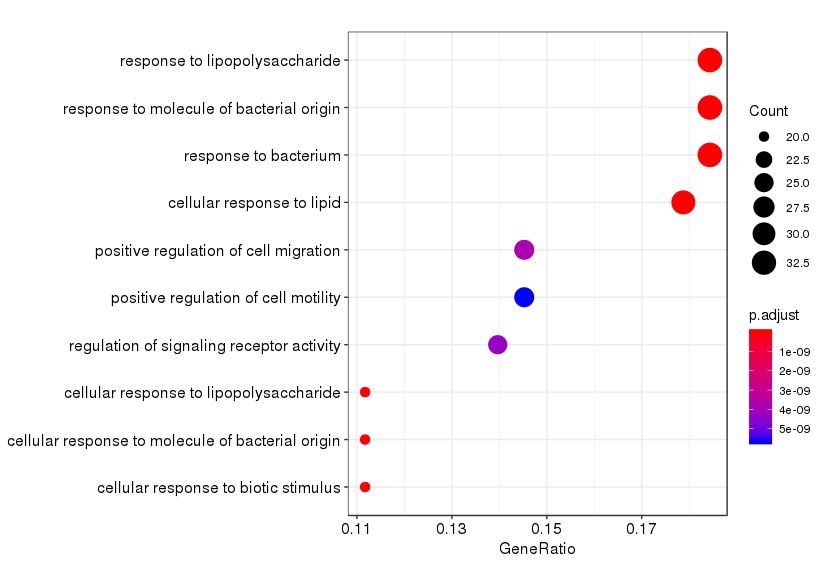 response to lipopolysaccharide
response to molecule of bacterial origin
response to bacterium
cellular response to lipid
positive regulation of cell migration
positive regulation of cell motility
regulation of signaling receptor activity
cellular response to lipopolysaccharide
cellular response to molecule of bacterial origin
cellular response to biotic stimulus
0.11 0.13 0.15 0.17
GeneRatio
Count
20.0
22.5
25.0
27.5
30.0
32.5
p.adjust
1e-09
2e-09
3e-09
4e-09
5e-09